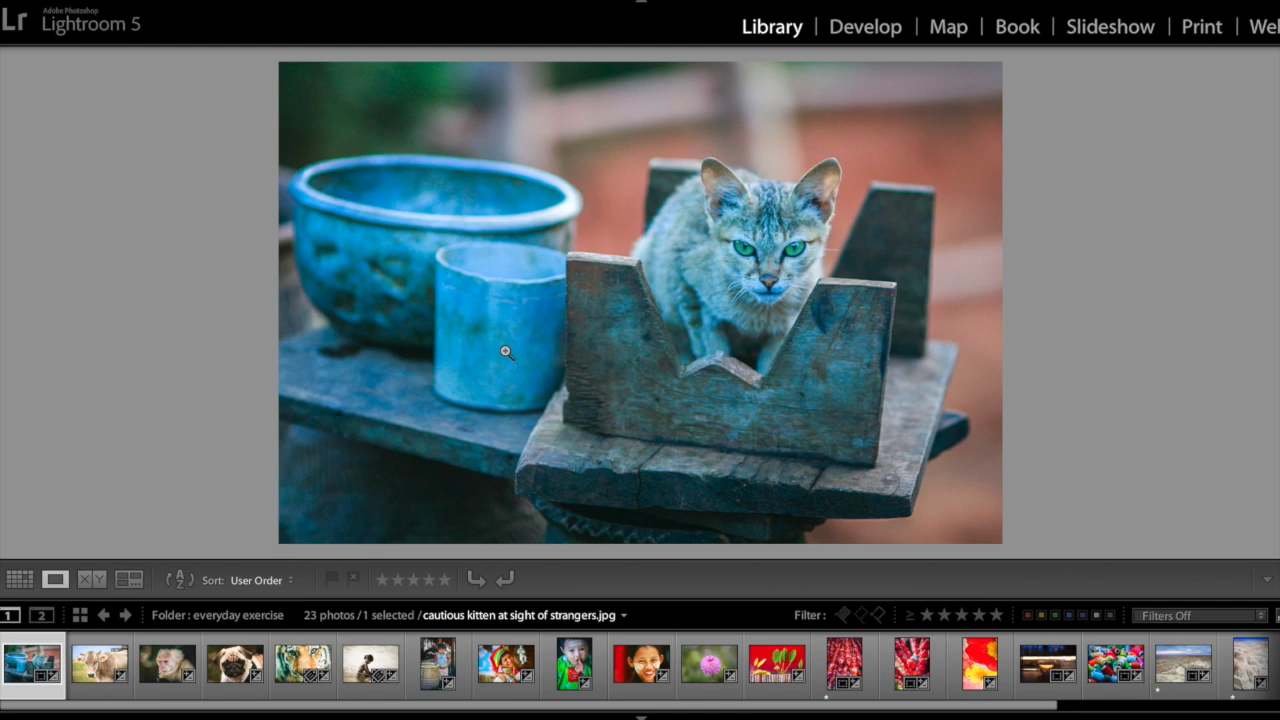 Lr
Adobe Photoshop
Lightroom 5
Library | Develop | Map | Book | Slideshow | Print |
Sort: User Order
1 2 Folder : everyday exercise 23 photos / 1 selected / cautious kitten at sight of strangers.jpg Filter : ≥ Filters Off